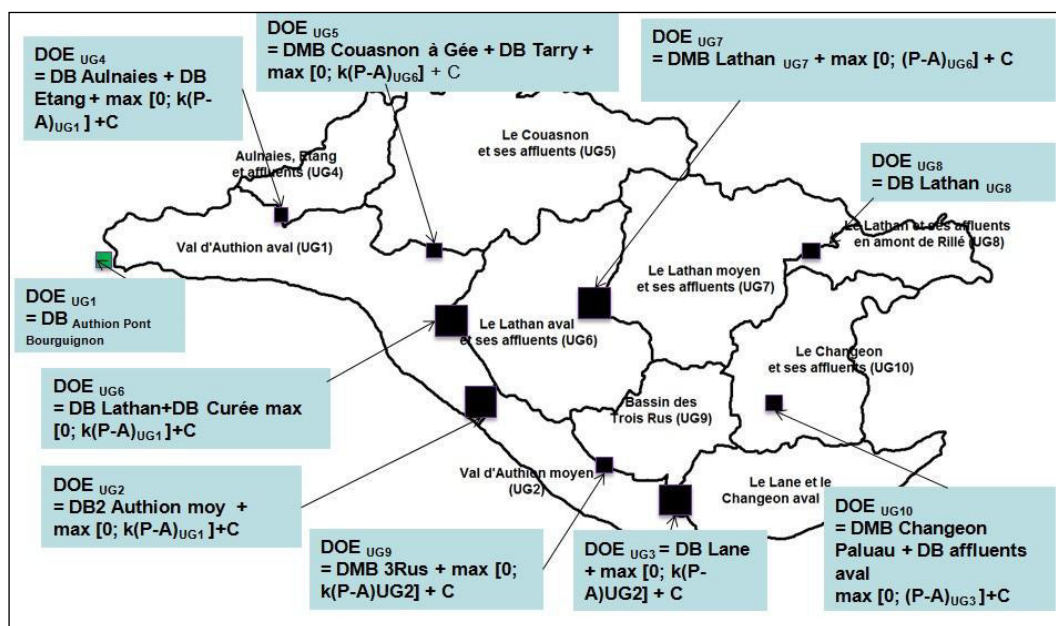 DOE UG4
= DB Aulnaies + DB
Etang + max [0; k(P-
A)UG1 ] +C
DOE UG5
= DMB Couasnon à Gée + DB Tarry +
max [0; k(P-A)UG6] + C
DOE UG7
= DMB Lathan UG7 + max [0; (P-A)UG6] + C
DOE UG8
= DB Lathan UG8
Le Couasnon
et ses affluents (UG5)
Aulnaies, Etang
et affluents (UG4)
Val d'Authion aval (UG1)
Le Lathan et ses affluents
en amont de Rillé (UG8)
Le Lathan moyen
et ses affluents (UG7)
DOE UG1
= DB Authion Pont
Bourguignon
Le Lathan aval
et ses affluents (UG6)
Le Changeon
et ses affluents (UG10)
DOE UG6
= DB Lathan+DB Curée max
[0; k(P-A)UG1 ]+C
Bassin des
Trois Rus (UG9)
DOE UG2
= DB2 Authion moy +
max [0; k(P-A)UG1 ]+C
Val d'Authion moyen
(UG2)
Le Lane et le
Changeon aval
DOE UG9
= DMB 3Rus + max [0;
k(P-A)UG2] + C
DOE UG3 = DB Lane
+ max [0; k(P-
A)UG2] + C
DOE UG10
= DMB Changeon
Paluau + DB affluents
aval
max [0; (P-A)UG3 ]+C